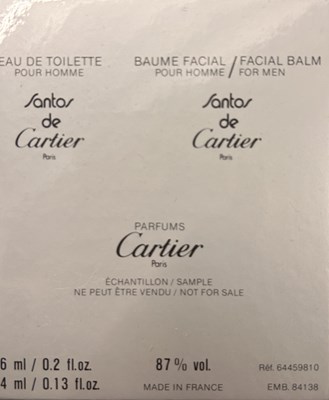 EAU DE TOILETTE
POUR HOMME
Santos
de
Cartier
Paris
BAUME FACIAL / FACIAL BALM
POUR HOMME / FOR MEN
Santos
de
Cartier
Paris
PARFUMS
Cartier
Paris
ÉCHANTILLON / SAMPLE
NE PEUT ÊTRE VENDU / NOT FOR SALE
6 ml / 0.2 fl.oz.
4 ml / 0.13 fl.oz.
87 % vol.
MADE IN FRANCE
Réf. 64459810
EMB. 84138